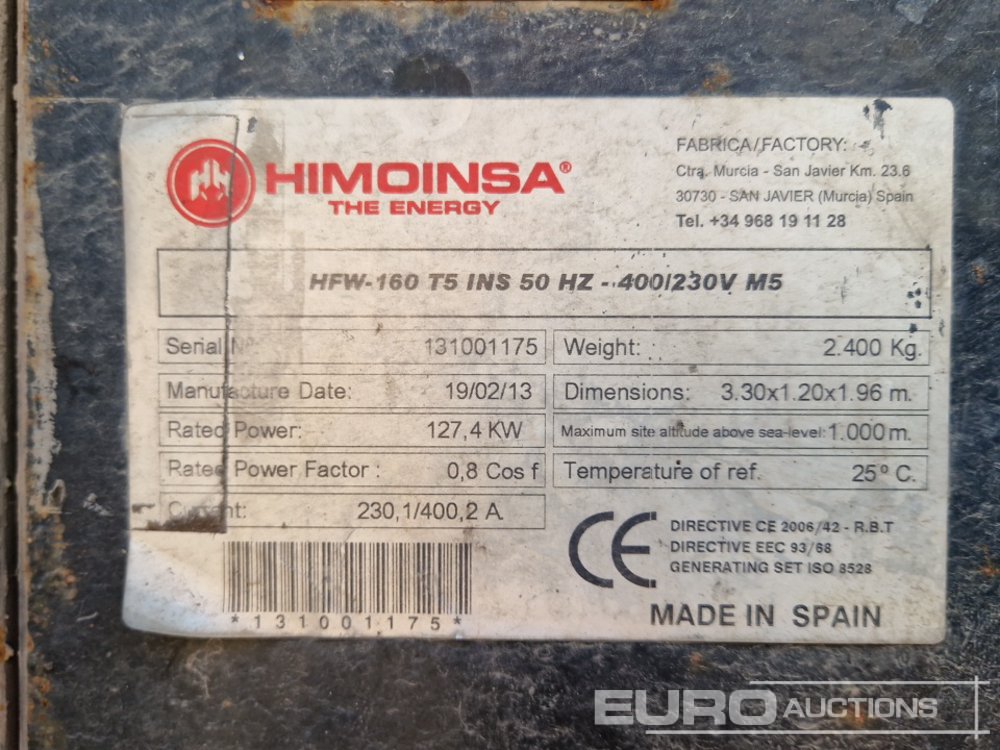 HIMOINSA®
THE ENERGY
FABRICA/FACTORY:
Ctra. Murcia - San Javier Km. 23.6
30730 - SAN JAVIER (Murcia) Spain
Tel. +34 968 19 11 28
HFW-160 T5 INS 50 HZ - 400/230V M5
Serial Nº 131001175
Weight: 2.400 Kg.
Manufacture Date: 19/02/13
Dimensions: 3.30x1.20x1.96 m.
Rated Power: 127,4 KW
Maximum site altitude above sea-level: 1.000 m.
Rated Power Factor : 0,8 Cos f
Temperature of ref. 25º C.
Current: 230,1/400,2 A
DIRECTIVE CE 2006/42 - R.B.T
DIRECTIVE EEC 93/68
GENERATING SET ISO 8528
CE
*131001175*
MADE IN SPAIN
EURO AUCTIONS